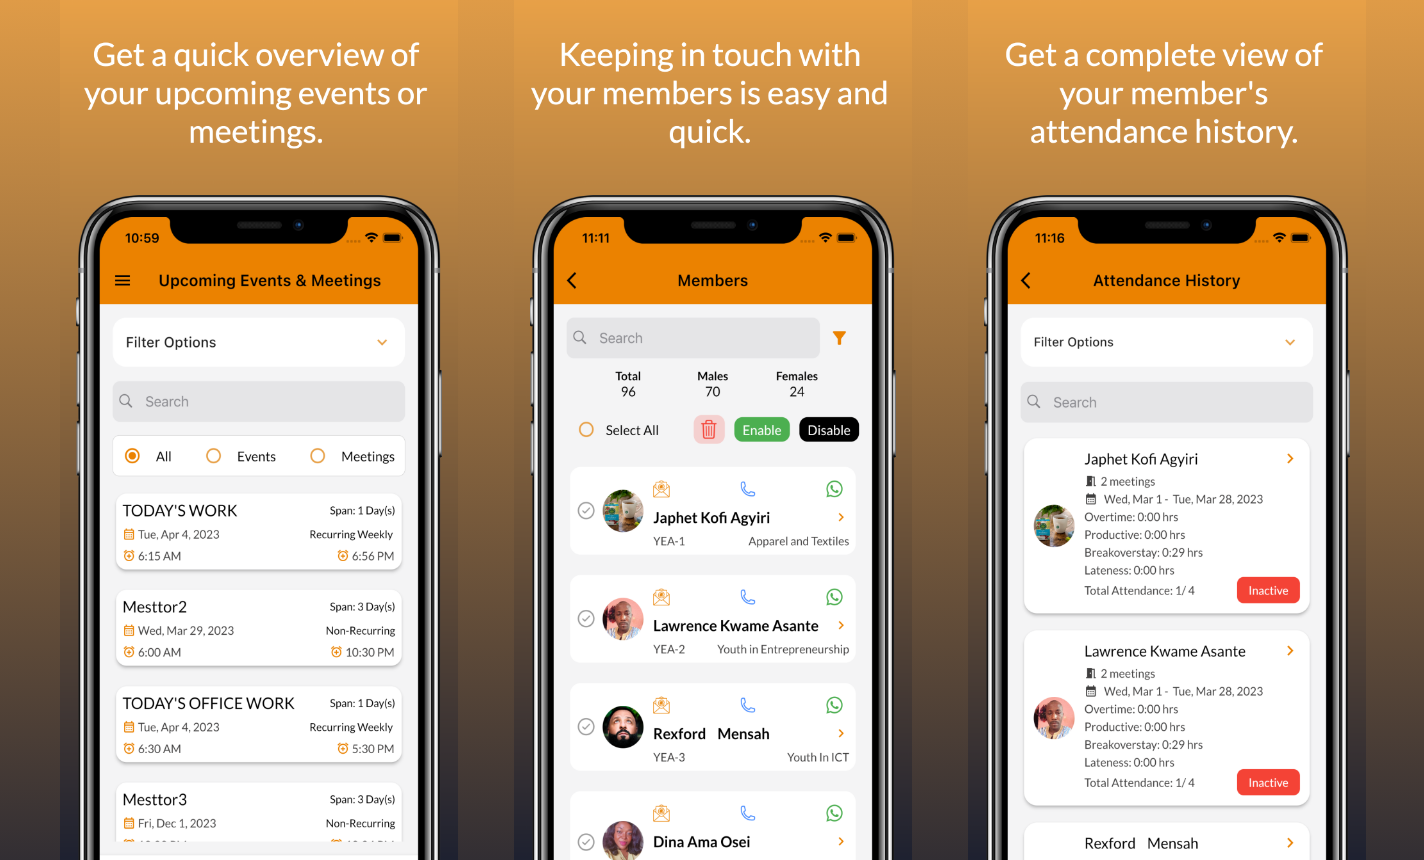 Get a quick overview of
your upcoming events or
meetings.
10:59
Upcoming Events & Meetings
Filter Options
Search
All Events Meetings
TODAY'S WORK Span: 1 Day(s)
Tue, Apr 4, 2023 Recurring Weekly
6:15 AM 6:56 PM
Mesttor2 Span: 3 Day(s)
Wed, Mar 29, 2023 Non-Recurring
6:00 AM 10:30 PM
TODAY'S OFFICE WORK Span: 1 Day(s)
Tue, Apr 4, 2023 Recurring Weekly
6:30 AM 5:30 PM
Mesttor3 Span: 3 Day(s)
Fri, Dec 1, 2023 Non-Recurring
Keeping in touch with
your members is easy and
quick.
11:11
Members
Search
Total Males Females
96 70 24
Select All Enable Disable
Japhet Kofi Agyiri
YEA-1 Apparel and Textiles
Lawrence Kwame Asante
YEA-2 Youth in Entrepreneurship
Rexford Mensah
YEA-3 Youth In ICT
Dina Ama Osei
Get a complete view of
your member's
attendance history.
11:16
Attendance History
Filter Options
Search
Japhet Kofi Agyiri
2 meetings
Wed, Mar 1 - Tue, Mar 28, 2023
Overtime: 0:00 hrs
Productive: 0:00 hrs
Breakoverstay: 0:29 hrs
Lateness: 0:00 hrs
Total Attendance: 1/ 4 Inactive
Lawrence Kwame Asante
2 meetings
Wed, Mar 1 - Tue, Mar 28, 2023
Overtime: 0:00 hrs
Productive: 0:00 hrs
Breakoverstay: 0:29 hrs
Lateness: 0:00 hrs
Total Attendance: 1/ 4 Inactive
Rexford Mensah